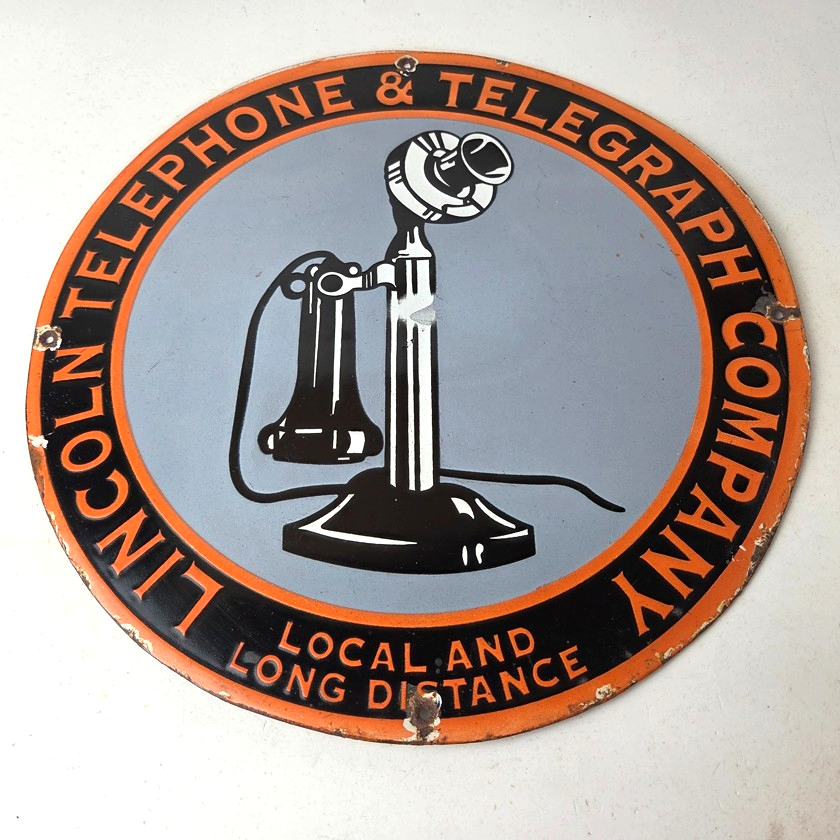 LINCOLN TELEPHONE & TELEGRAPH COMPANY
LOCAL AND
LONG DISTANCE